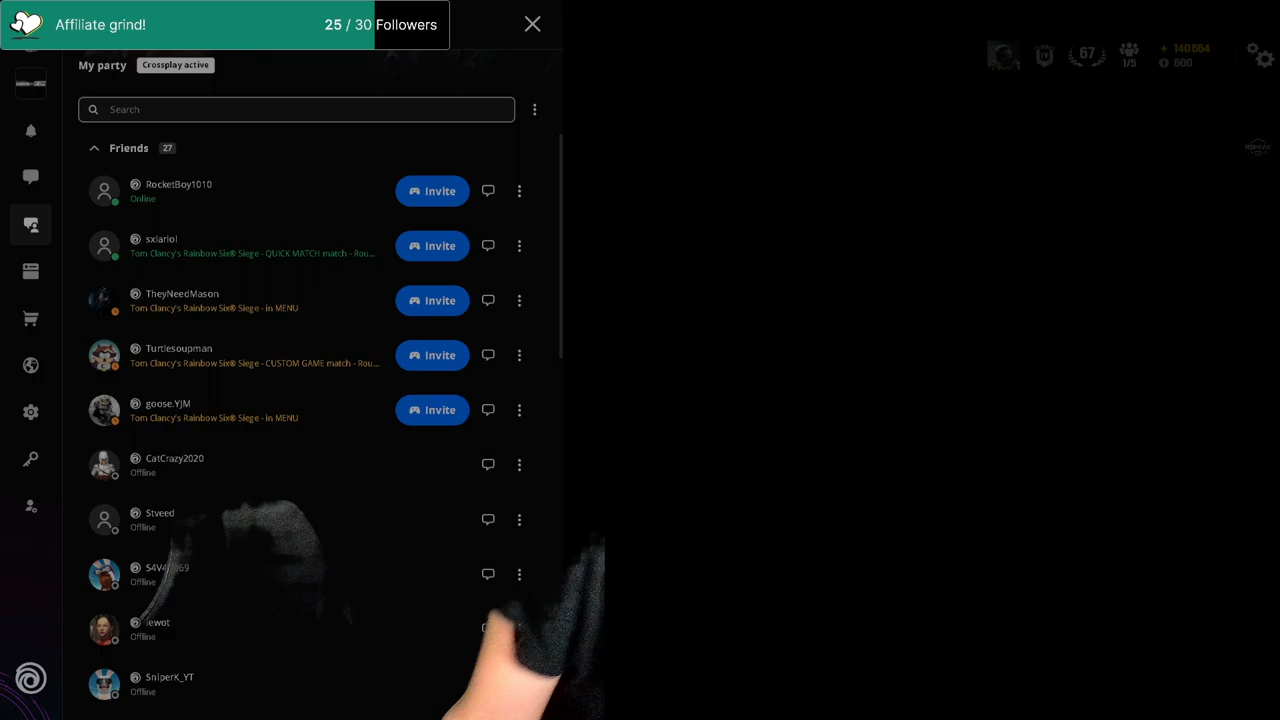 Affiliate grind!
25 / 30 Followers
My party
Crossplay active
67
1/5
140 664
600
Search
Friends 27
RocketBoy1010
Online
Invite
sxlariol
Tom Clancy's Rainbow Six® Siege - QUICK MATCH match - Rou...
Invite
TheyNeedMason
Tom Clancy's Rainbow Six® Siege - in MENU
Invite
Turtlesoupman
Tom Clancy's Rainbow Six® Siege - CUSTOM GAME match - Rou...
Invite
goose.YJM
Tom Clancy's Rainbow Six® Siege - in MENU
Invite
CatCrazy2020
Offline
Stveed
Offline
Offline
Offline
SniperK_YT
Offline